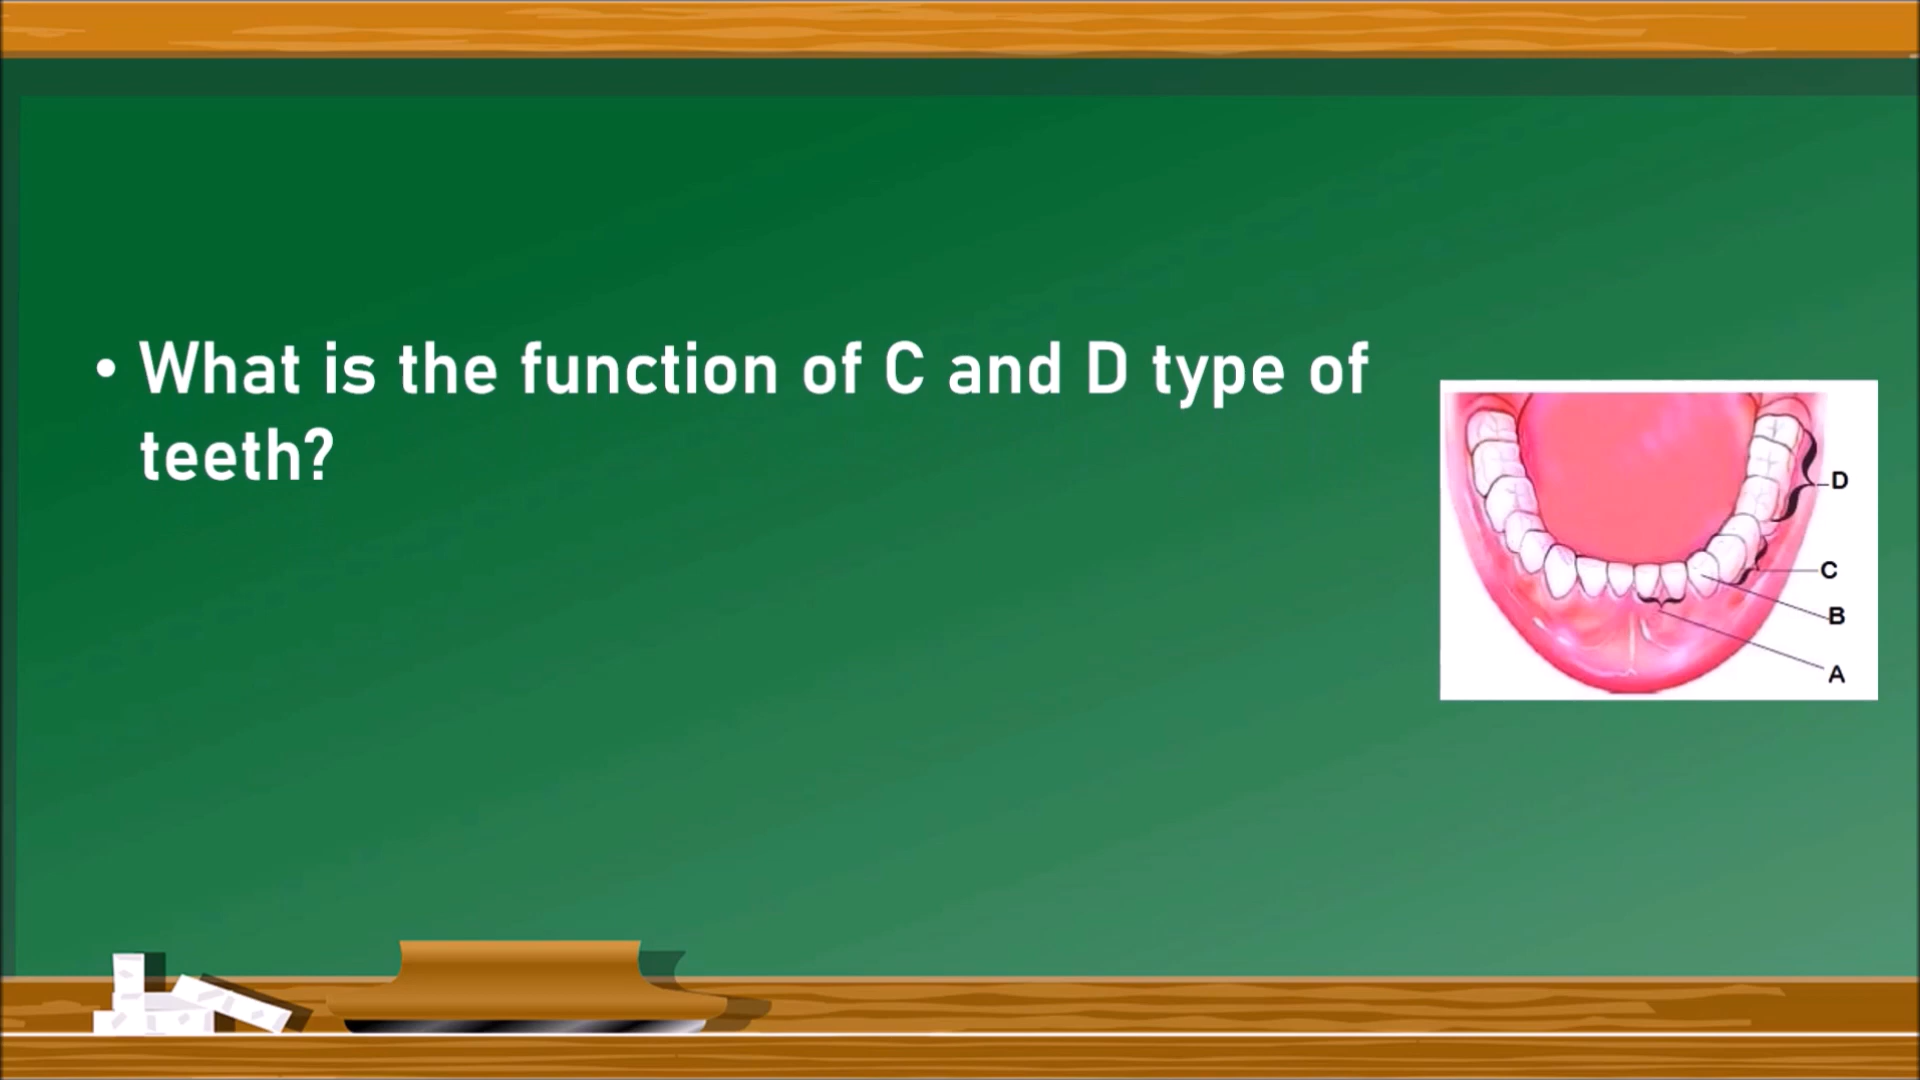 • What is the function of C and D type of
teeth?
D
C
B
A